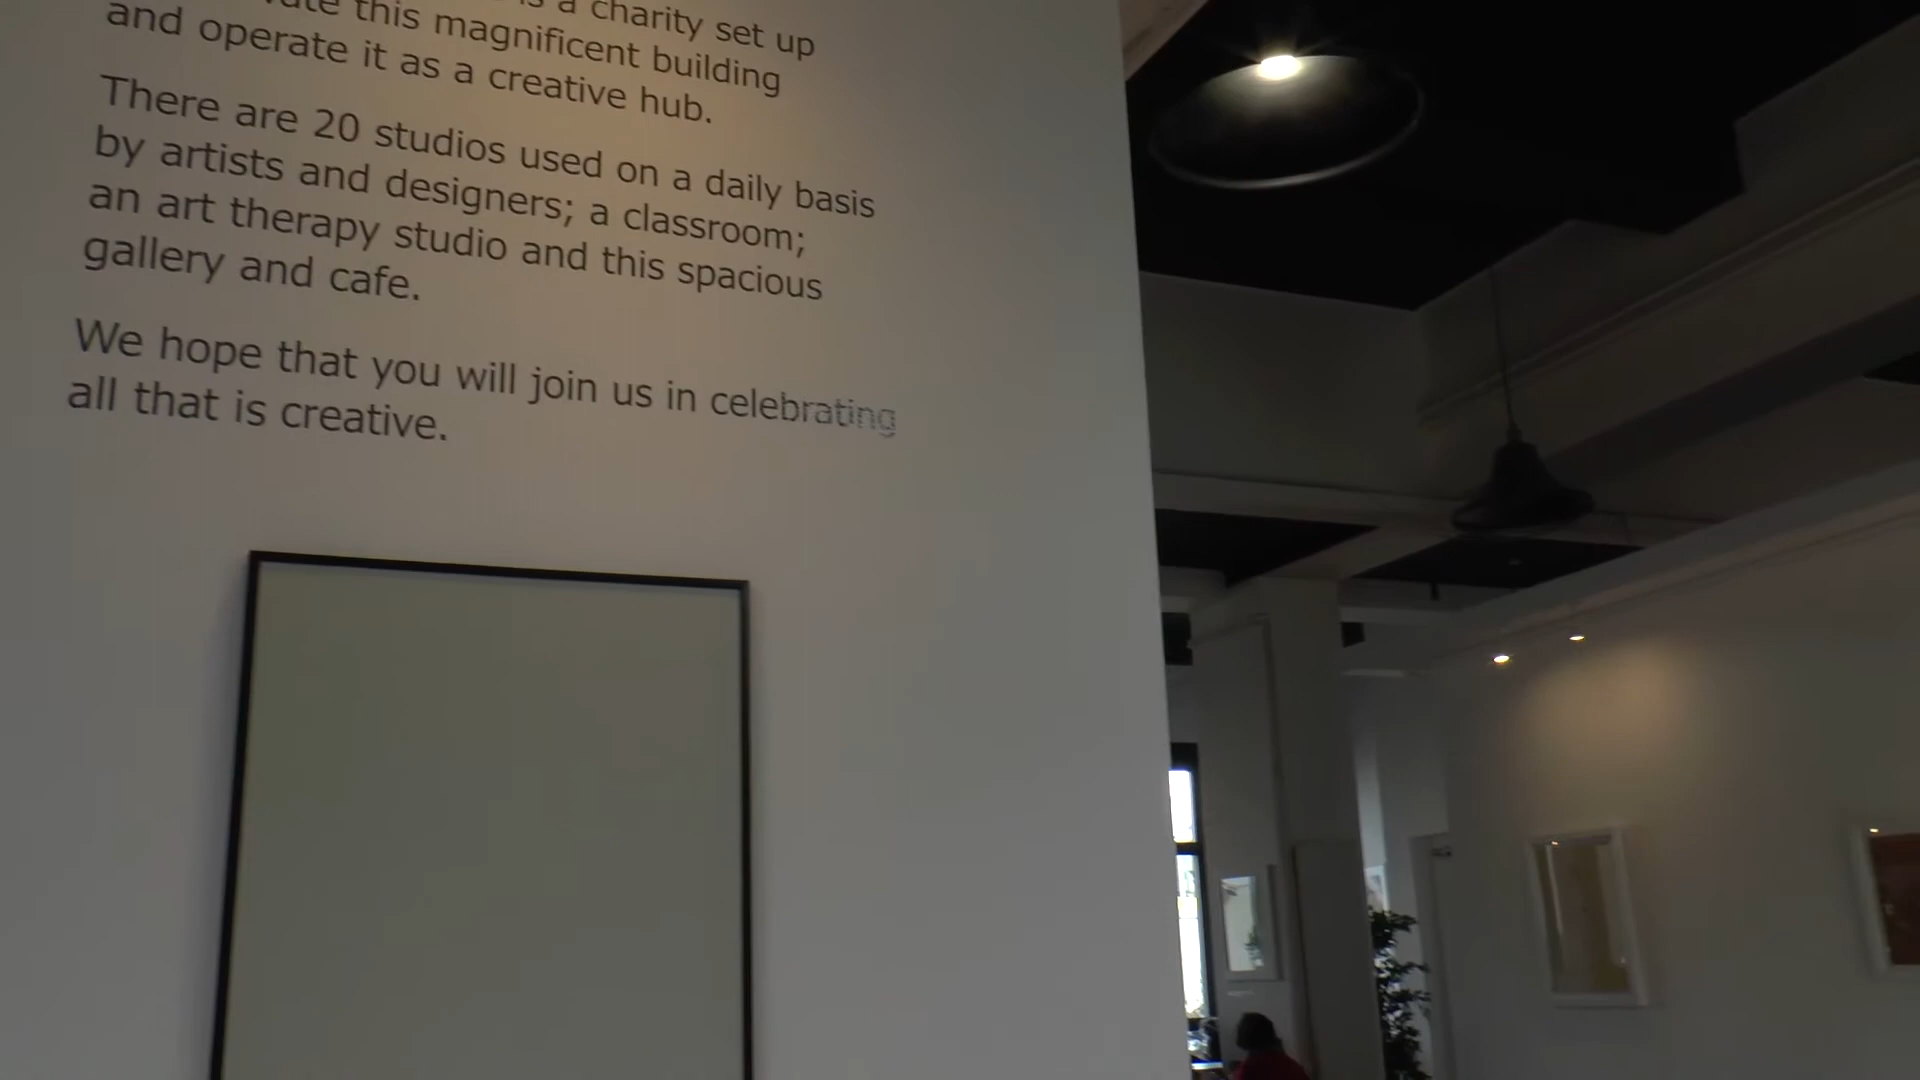 is a charity set up
this magnificent building
and operate it as a creative hub.
There are 20 studios used on a daily basis
by artists and designers; a classroom;
an art therapy studio and this spacious
gallery and cafe.
We hope that you will join us in celebrating
all that is creative.